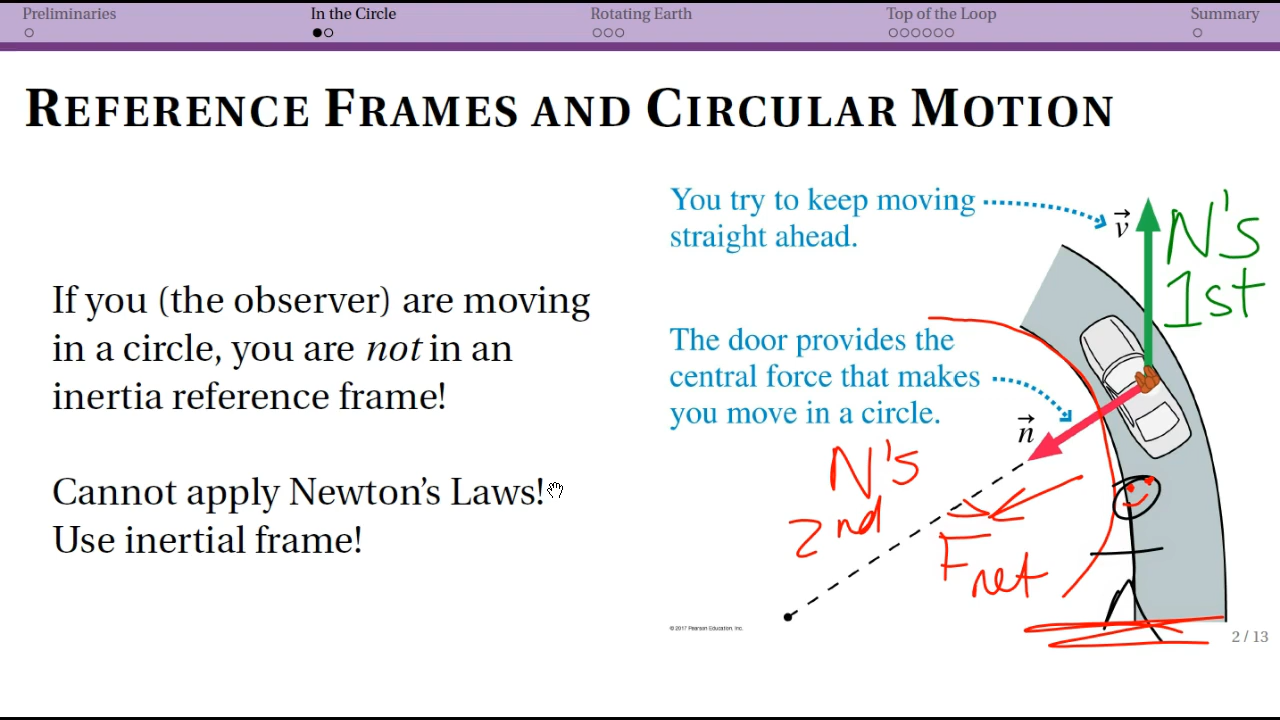 Preliminaries
In the Circle
Rotating Earth
Top of the Loop
Summary
REFERENCE FRAMES AND CIRCULAR MOTION
If you (the observer) are moving
in a circle, you are not in an
inertia reference frame!
Cannot apply Newton's Laws!
Use inertial frame!
You try to keep moving
straight ahead.
v
N's
1st
The door provides the
central force that makes
you move in a circle.
n
N's
2nd
Fnet
© 2017 Pearson Education, Inc.
2 / 13